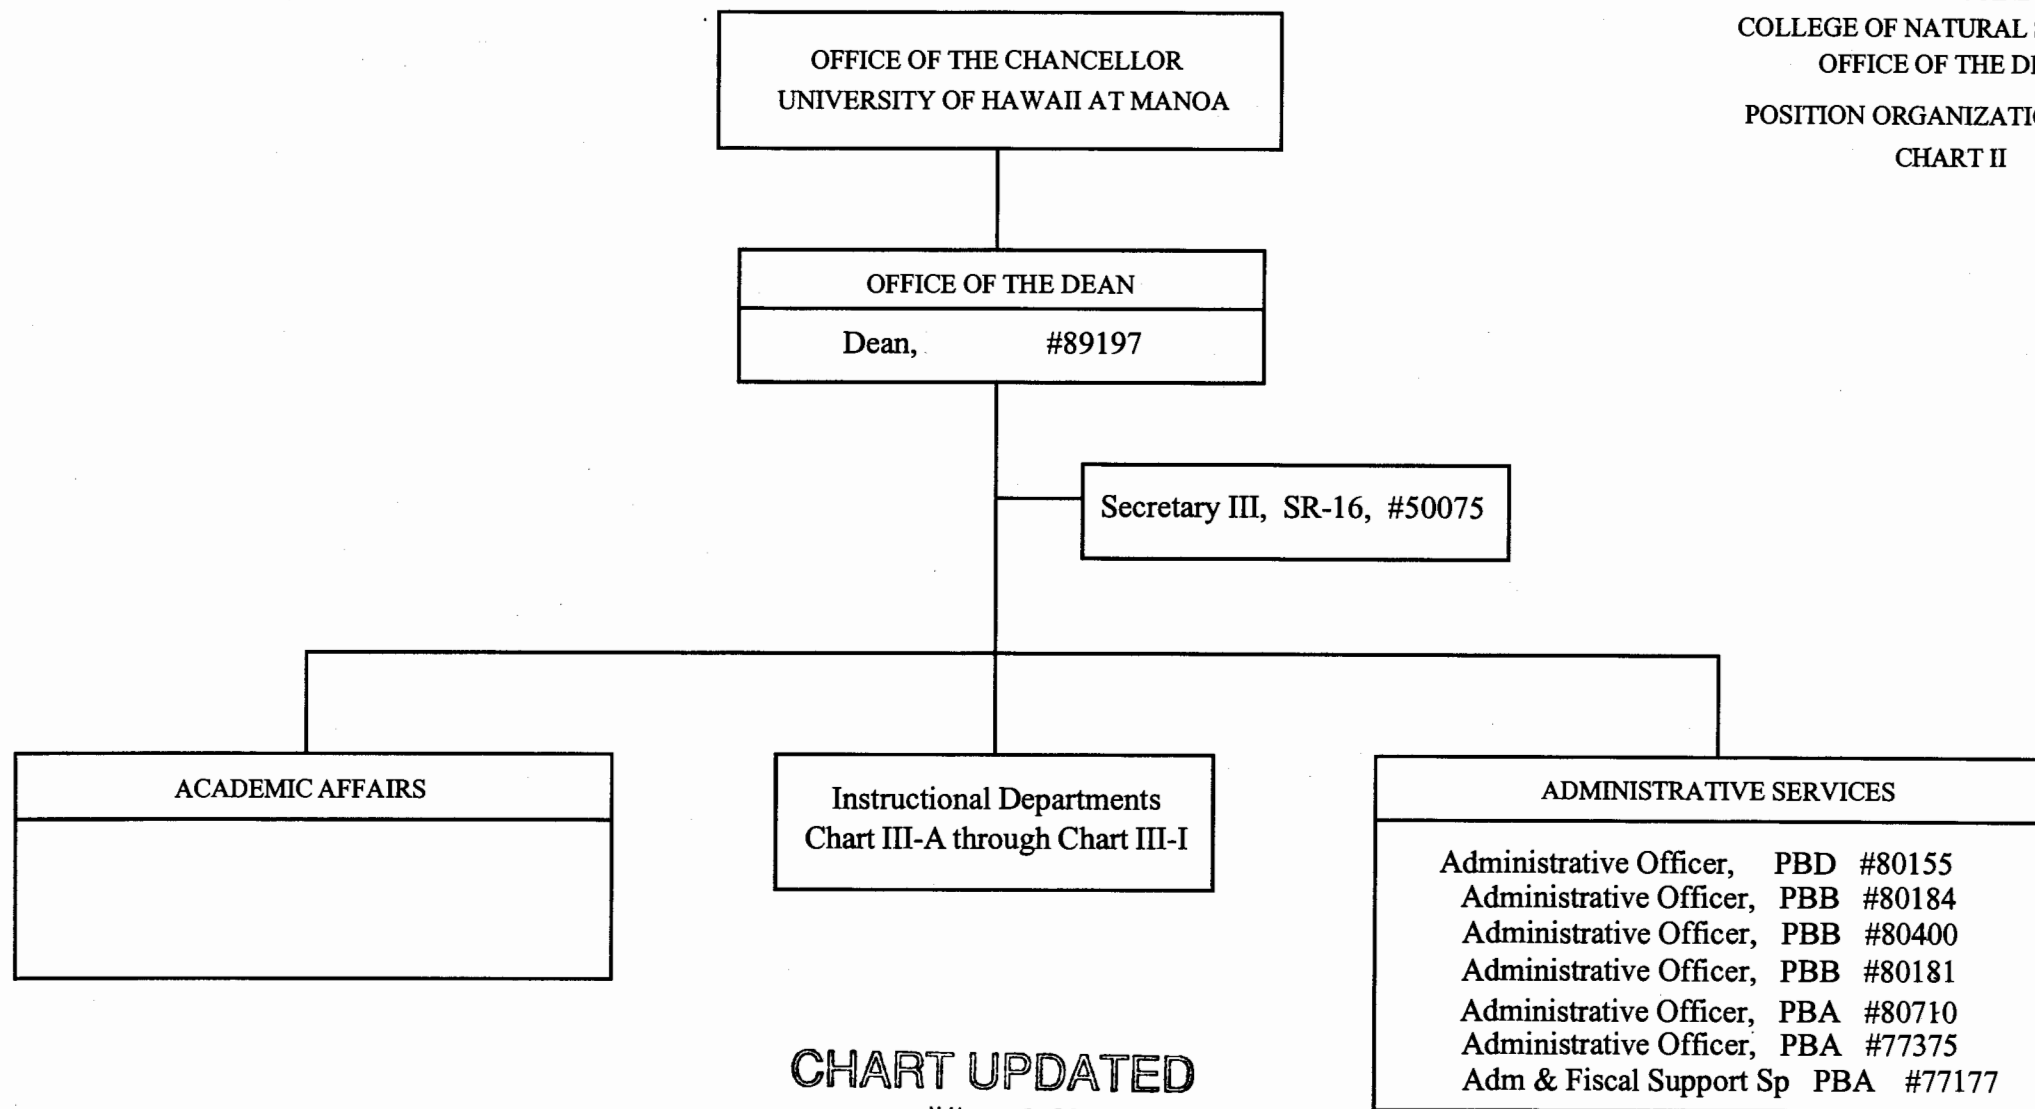 COLLEGE OF NATURAL
OFFICE OF THE
POSITION
CHART II
OFFICE OF THE CHANCELLOR
UNIVERSITY OF HAWAII AT MANOA
OFFICE OF THE DEAN
Dean, #89197
Secretary III, SR-16, #50075
ACADEMIC AFFAIRS
Instructional Departments
Chart III-A through Chart III-I
ADMINISTRATIVE SERVICES
Administrative Officer, PBD #80155
Administrative Officer, PBB #80184
Administrative Officer, PBB #80400
Administrative Officer, PBB #80181
Administrative Officer, PBA #80710
Administrative Officer, PBA #77375
Adm & Fiscal Support Sp PBA #77177
CHART UPDATED